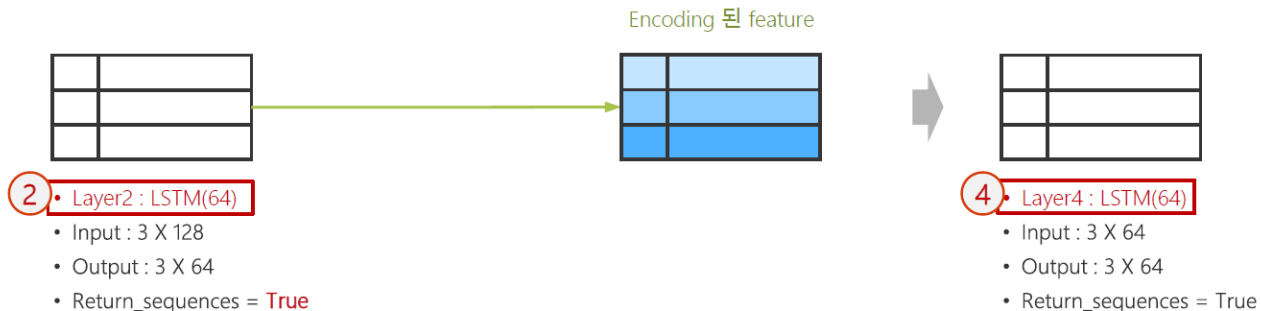 Encoding 된 feature
2
• Layer2 : LSTM(64)
• Input : 3 X 128
• Output : 3 X 64
• Return_sequences = True
4
• Layer4 : LSTM(64)
• Input : 3 X 64
• Output : 3 X 64
• Return_sequences = True